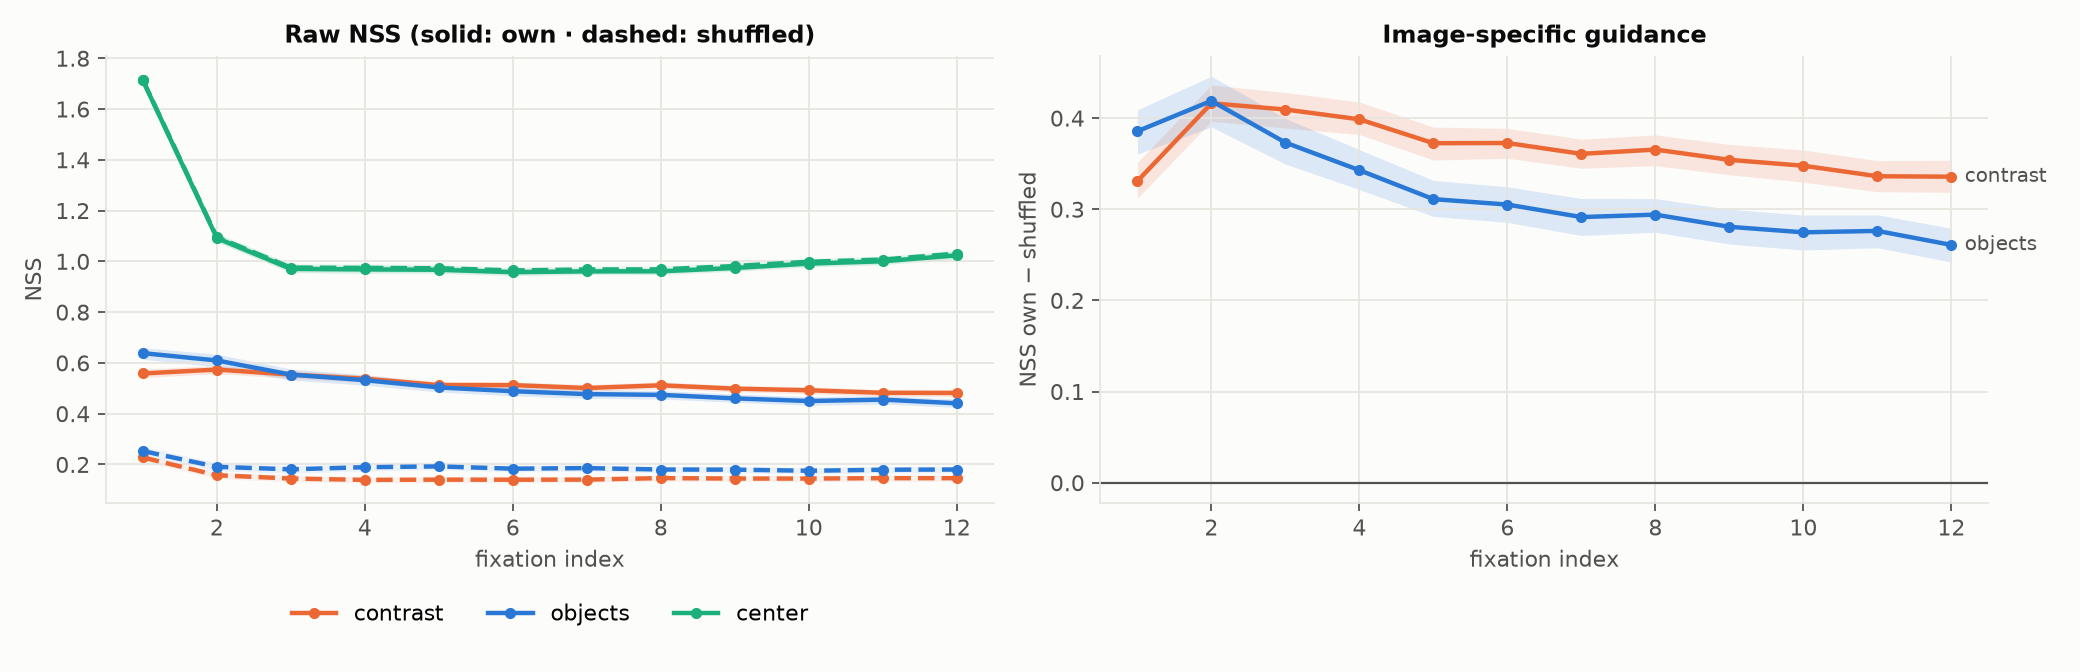 Raw NSS (solid: own · dashed: shuffled)
NSS
1.8
1.6
1.4
1.2
1.0
0.8
0.6
0.4
0.2
2 4 6 8 10 12
fixation index
contrast objects center
Image-specific guidance
NSS own − shuffled
0.4
0.3
0.2
0.1
0.0
contrast
objects
2 4 6 8 10 12
fixation index